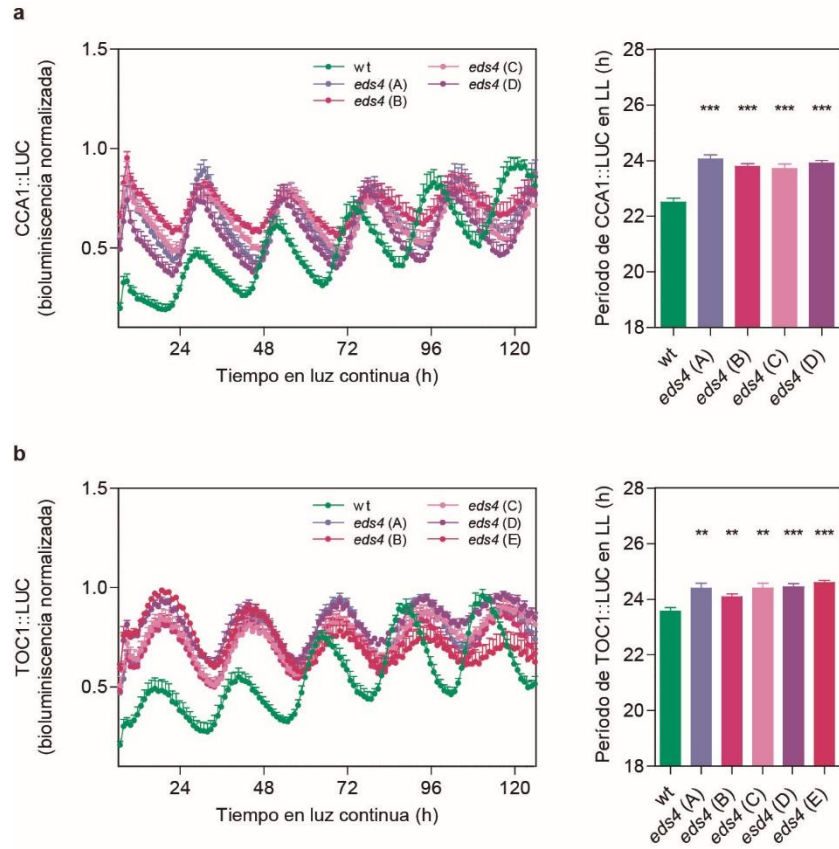 a
CCA1::LUC
(bioluminiscencia normalizada)
1.5
1.0
0.5
wt
eds4 (A)
eds4 (B)
eds4 (C)
eds4 (D)
24
48
72
96
120
Tiempo en luz continua (h)
Período de CCA1::LUC en LL (h)
28
26
24
22
20
18
***
***
***
***
wt
eds4 (A)
eds4 (B)
eds4 (C)
eds4 (D)
b
TOC1::LUC
(bioluminiscencia normalizada)
1.5
1.0
0.5
wt
eds4 (A)
eds4 (B)
eds4 (C)
eds4 (D)
eds4 (E)
24
48
72
96
120
Tiempo en luz continua (h)
Período de TOC1::LUC en LL (h)
28
26
24
22
20
18
**
**
**
***
***
wt
eds4 (A)
eds4 (B)
eds4 (C)
esd4 (D)
eds4 (E)